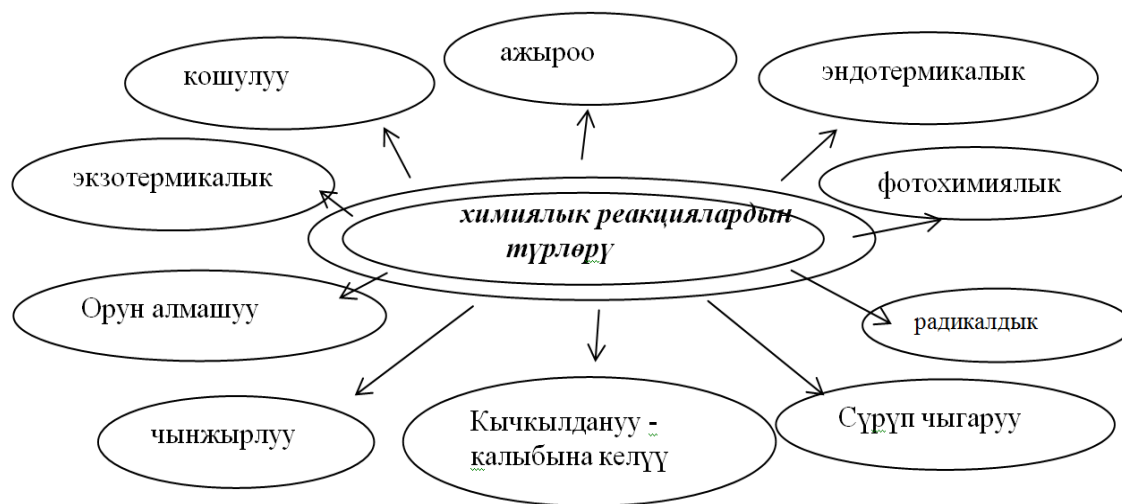 ажыроо
кошулуу
эндотермикалык
экзотермикалык
фотохимиялык
химиялык реакциялардын
түрлөрү
Орун алмашуу
радикалдык
чынжырлуу
Кычкылдануу -
калыбына келүү
Сүрүп чыгаруу